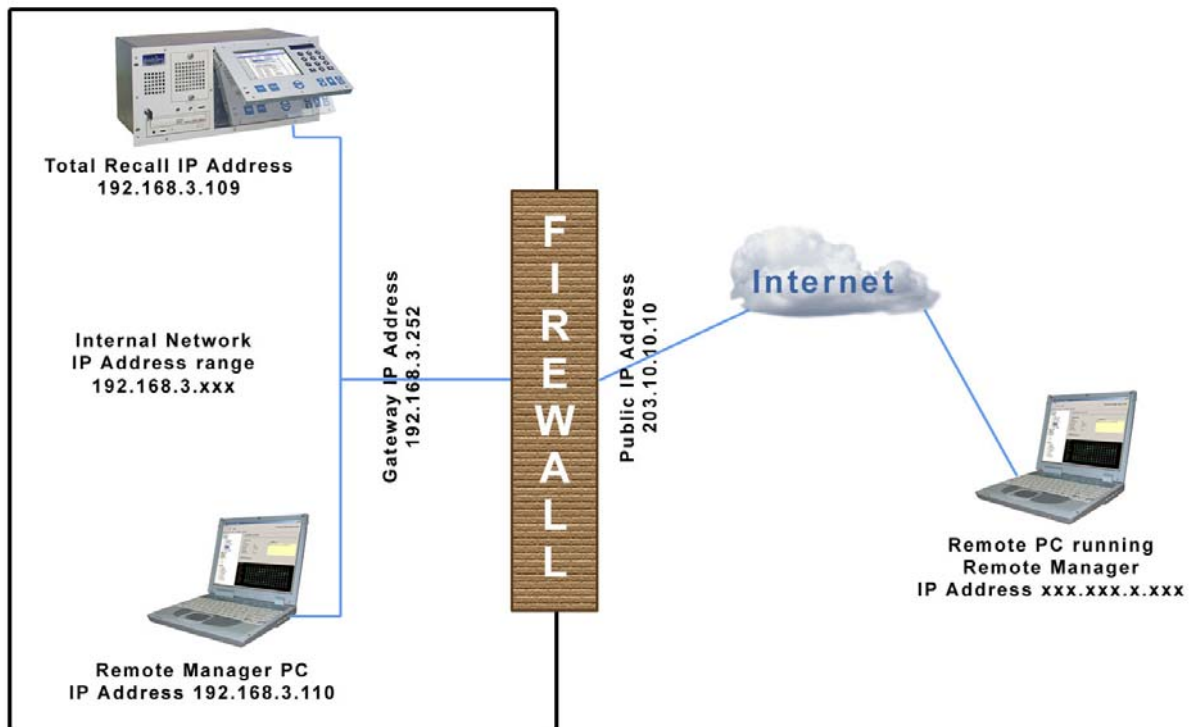 Total Recall IP Address
192.168.3.109
Internal Network
IP Address range
192.168.3.xxx
Gateway IP Address
192.168.3.252
FIREWALL
Public IP Address
203.10.10.10
Internet
Remote Manager PC
IP Address 192.168.3.110
Remote PC running
Remote Manager
IP Address xxx.xxx.x.xxx